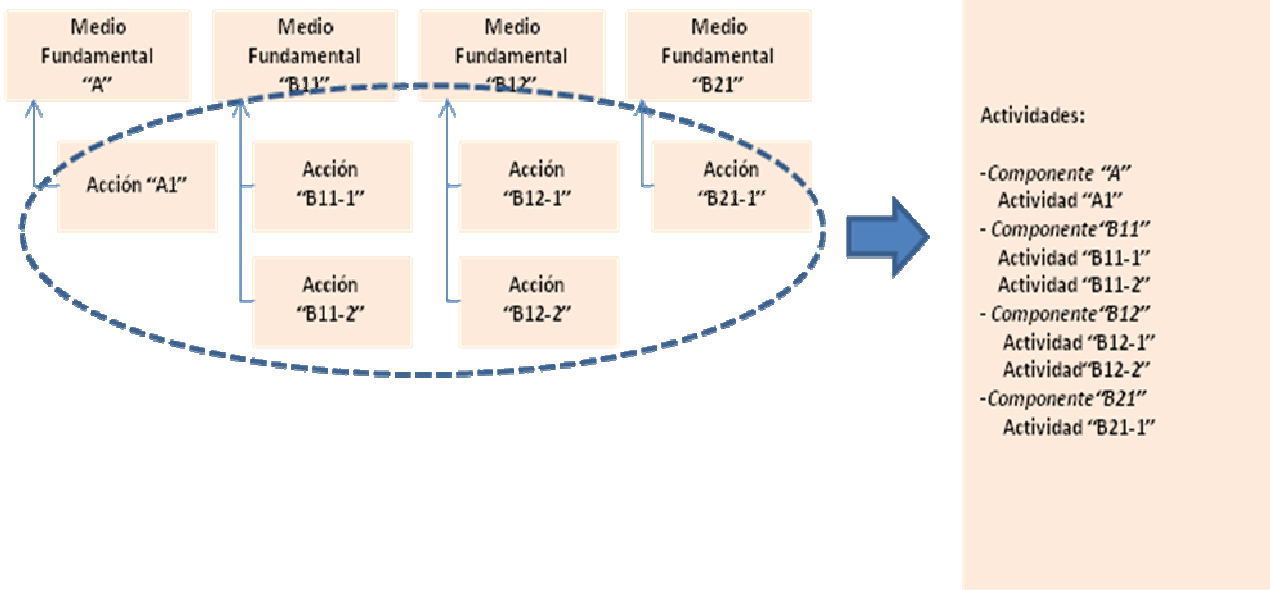 Medio
Fundamental
“A”
Medio
Fundamental
“B11”
Medio
Fundamental
“B12”
Medio
Fundamental
“B21”
Acción “A1”
Acción
“B11-1”
Acción
“B12-1”
Acción
“B21-1”
Acción
“B11-2”
Acción
“B12-2”
Actividades:
-Componente “A”
Actividad “A1”
- Componente“B11”
Actividad “B11-1”
Actividad “B11-2”
- Componente“B12”
Actividad “B12-1”
Actividad“B12-2”
-Componente“B21”
Actividad “B21-1”